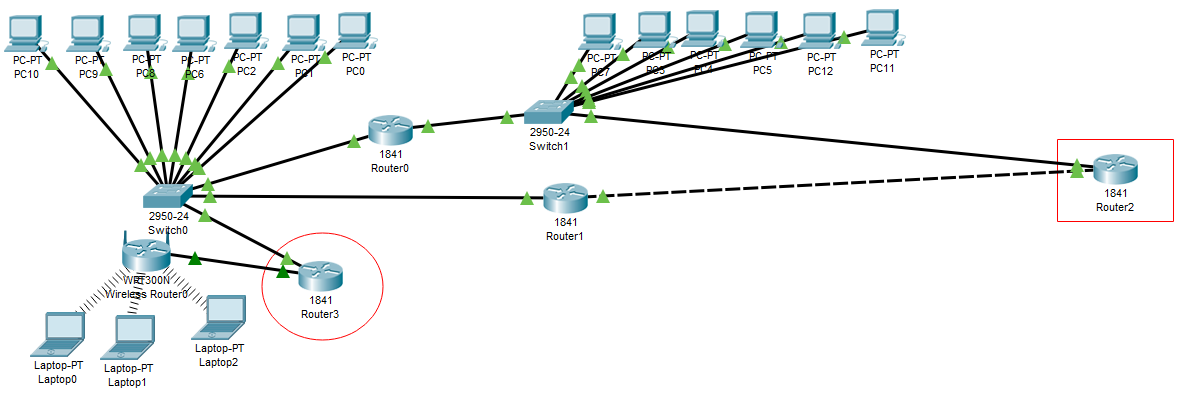 PC-PT
PC10
PC-PT
PC9
PC-PT
PC8
PC-PT
PC6
PC-PT
PC2
PC-PT
PC1
PC-PT
PC0
PC-PT
PC7
PC-PT
PC3
PC-PT
PC4
PC-PT
PC5
PC-PT
PC12
PC-PT
PC11
2950-24
Switch1
1841
Router0
1841
Router2
2950-24
Switch0
1841
Router1
WRT300N
Wireless Router0
1841
Router3
Laptop-PT
Laptop0
Laptop-PT
Laptop1
Laptop-PT
Laptop2